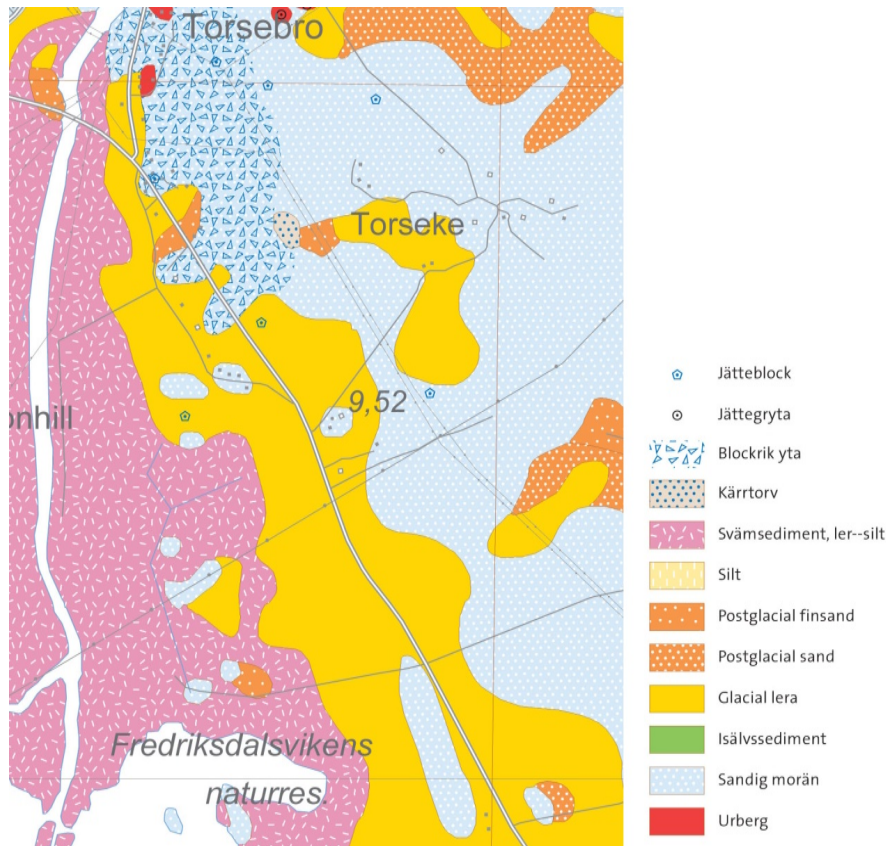 Torsebro
Torseke
9,52
onhill
Fredriksdalsvikens
naturres.
Jätteblock
Jättegryta
Blockrik yta
Kärrtorv
Svämsediment, ler--silt
Silt
Postglacial finsand
Postglacial sand
Glacial lera
Isälvssediment
Sandig morän
Urberg